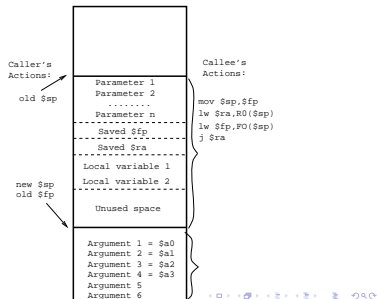 Caller's
Actions:
old $sp
Parameter 1
Parameter 2
........
Parameter n
Saved $fp
Saved $ra
Local variable 1
Local variable 2
Unused space
new $sp
old $fp
Argument 1 = $a0
Argument 2 = $a1
Argument 3 = $a2
Argument 4 = $a3
Argument 5
Argument 6
Callee's
Actions:
mov $sp,$fp
lw $ra,R0($sp)
lw $fp,FO($sp)
j $ra